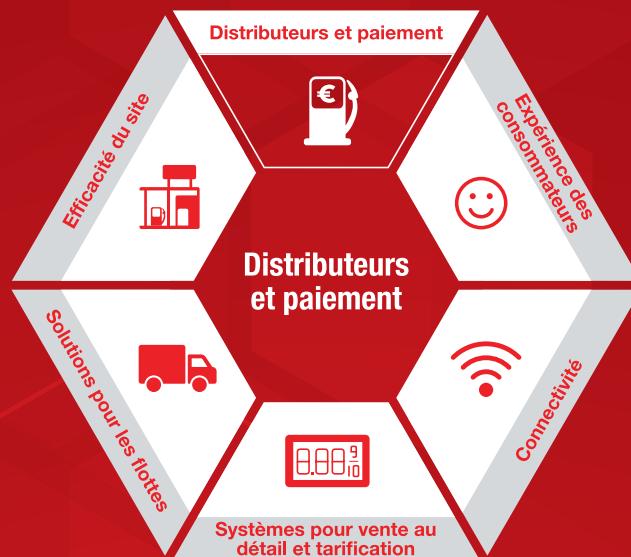 Distributeurs et paiement
€
Efficacité du site
Expérience des
consommateurs
Distributeurs
et paiement
Solutions pour les flottes
Connectivité
8.88 9/10
Systèmes pour vente au
détail et tarification